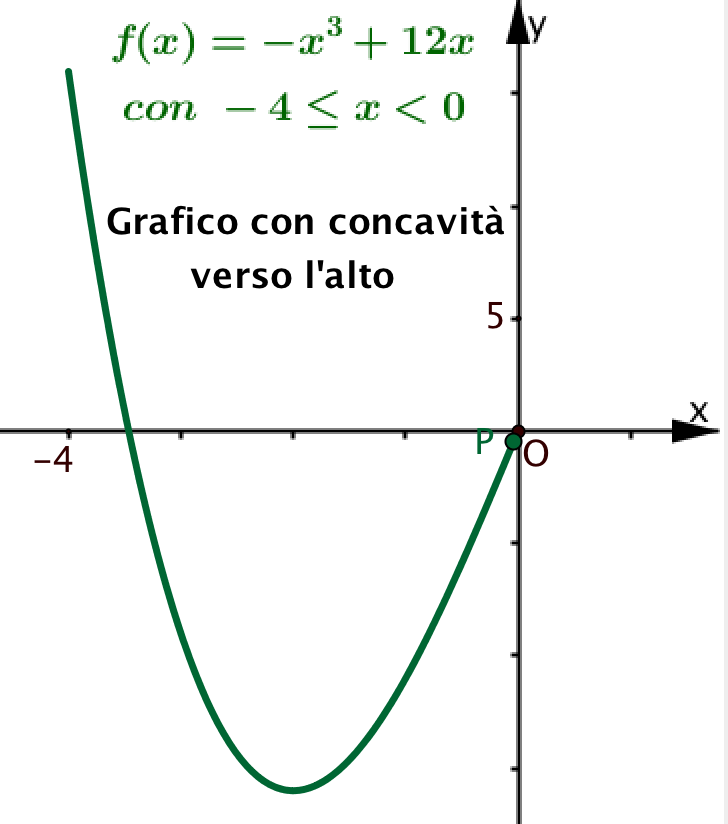 f(x) = −x³ + 12x
con −4 ≤ x < 0
y
Grafico con concavità
verso l'alto
5
x
−4
P
O